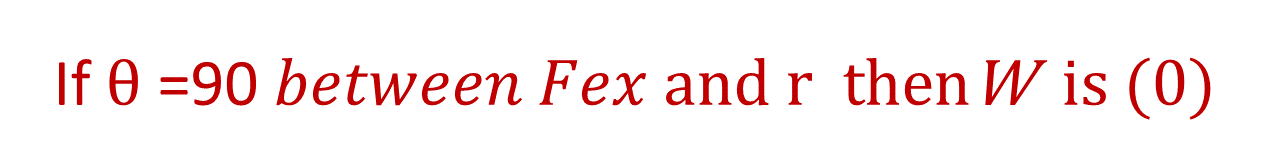 If θ =90 between Fex and r then W is (0)